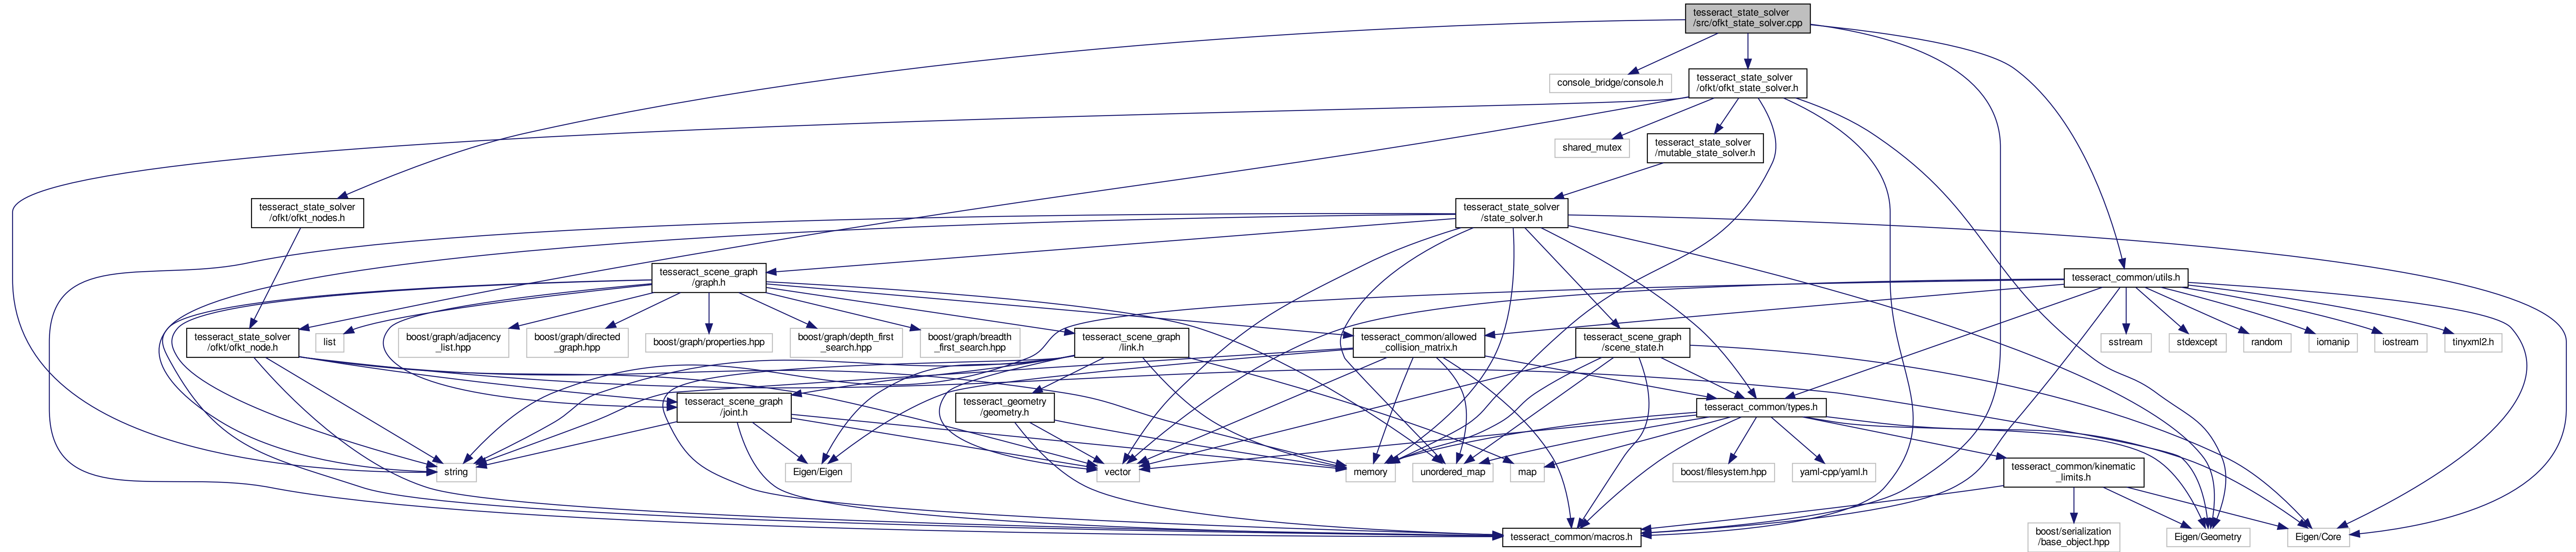 tesseract_state_solver
/src/ofkt_state_solver.cpp
console_bridge/console.h
tesseract_state_solver
/ofkt/ofkt_state_solver.h
shared_mutex
tesseract_state_solver
/mutable_state_solver.h
tesseract_state_solver
/ofkt/ofkt_nodes.h
tesseract_state_solver
/state_solver.h
tesseract_scene_graph
/graph.h
tesseract_common/utils.h
tesseract_state_solver
/ofkt/ofkt_node.h
list
boost/graph/adjacency
_list.hpp
boost/graph/directed
_graph.hpp
boost/graph/properties.hpp
boost/graph/depth_first
_search.hpp
boost/graph/breadth
_first_search.hpp
tesseract_scene_graph
/link.h
tesseract_common/allowed
_collision_matrix.h
tesseract_scene_graph
/scene_state.h
sstream
stdexcept
random
iomanip
iostream
tinyxml2.h
tesseract_scene_graph
/joint.h
tesseract_geometry
/geometry.h
tesseract_common/types.h
string
Eigen/Eigen
vector
memory
unordered_map
map
boost/filesystem.hpp
yaml-cpp/yaml.h
tesseract_common/kinematic
_limits.h
tesseract_common/macros.h
boost/serialization
/base_object.hpp
Eigen/Geometry
Eigen/Core